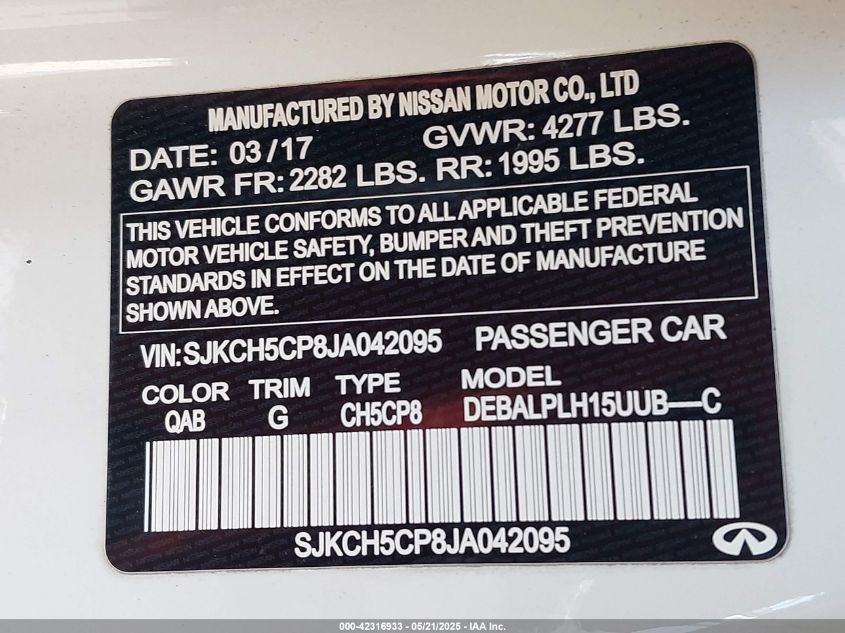 MANUFACTURED BY NISSAN MOTOR CO., LTD
DATE: 03/17 GVWR: 4277 LBS.
GAWR FR: 2282 LBS. RR: 1995 LBS.
THIS VEHICLE CONFORMS TO ALL APPLICABLE FEDERAL
MOTOR VEHICLE SAFETY, BUMPER AND THEFT PREVENTION
STANDARDS IN EFFECT ON THE DATE OF MANUFACTURE
SHOWN ABOVE.
VIN: SJKCH5CP8JA042095 PASSENGER CAR
COLOR TRIM TYPE MODEL
QAB G CH5CP8 DEBALPLH15UUB—C
SJKCH5CP8JA042095
000-42316933 - 05/21/2025 - IAA Inc.